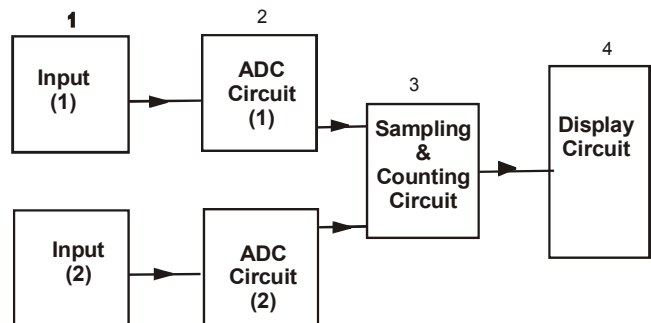 1
2
3
4
Input
(1)
ADC
Circuit
(1)
Sampling
&
Counting
Circuit
Display
Circuit
Input
(2)
ADC
Circuit
(2)